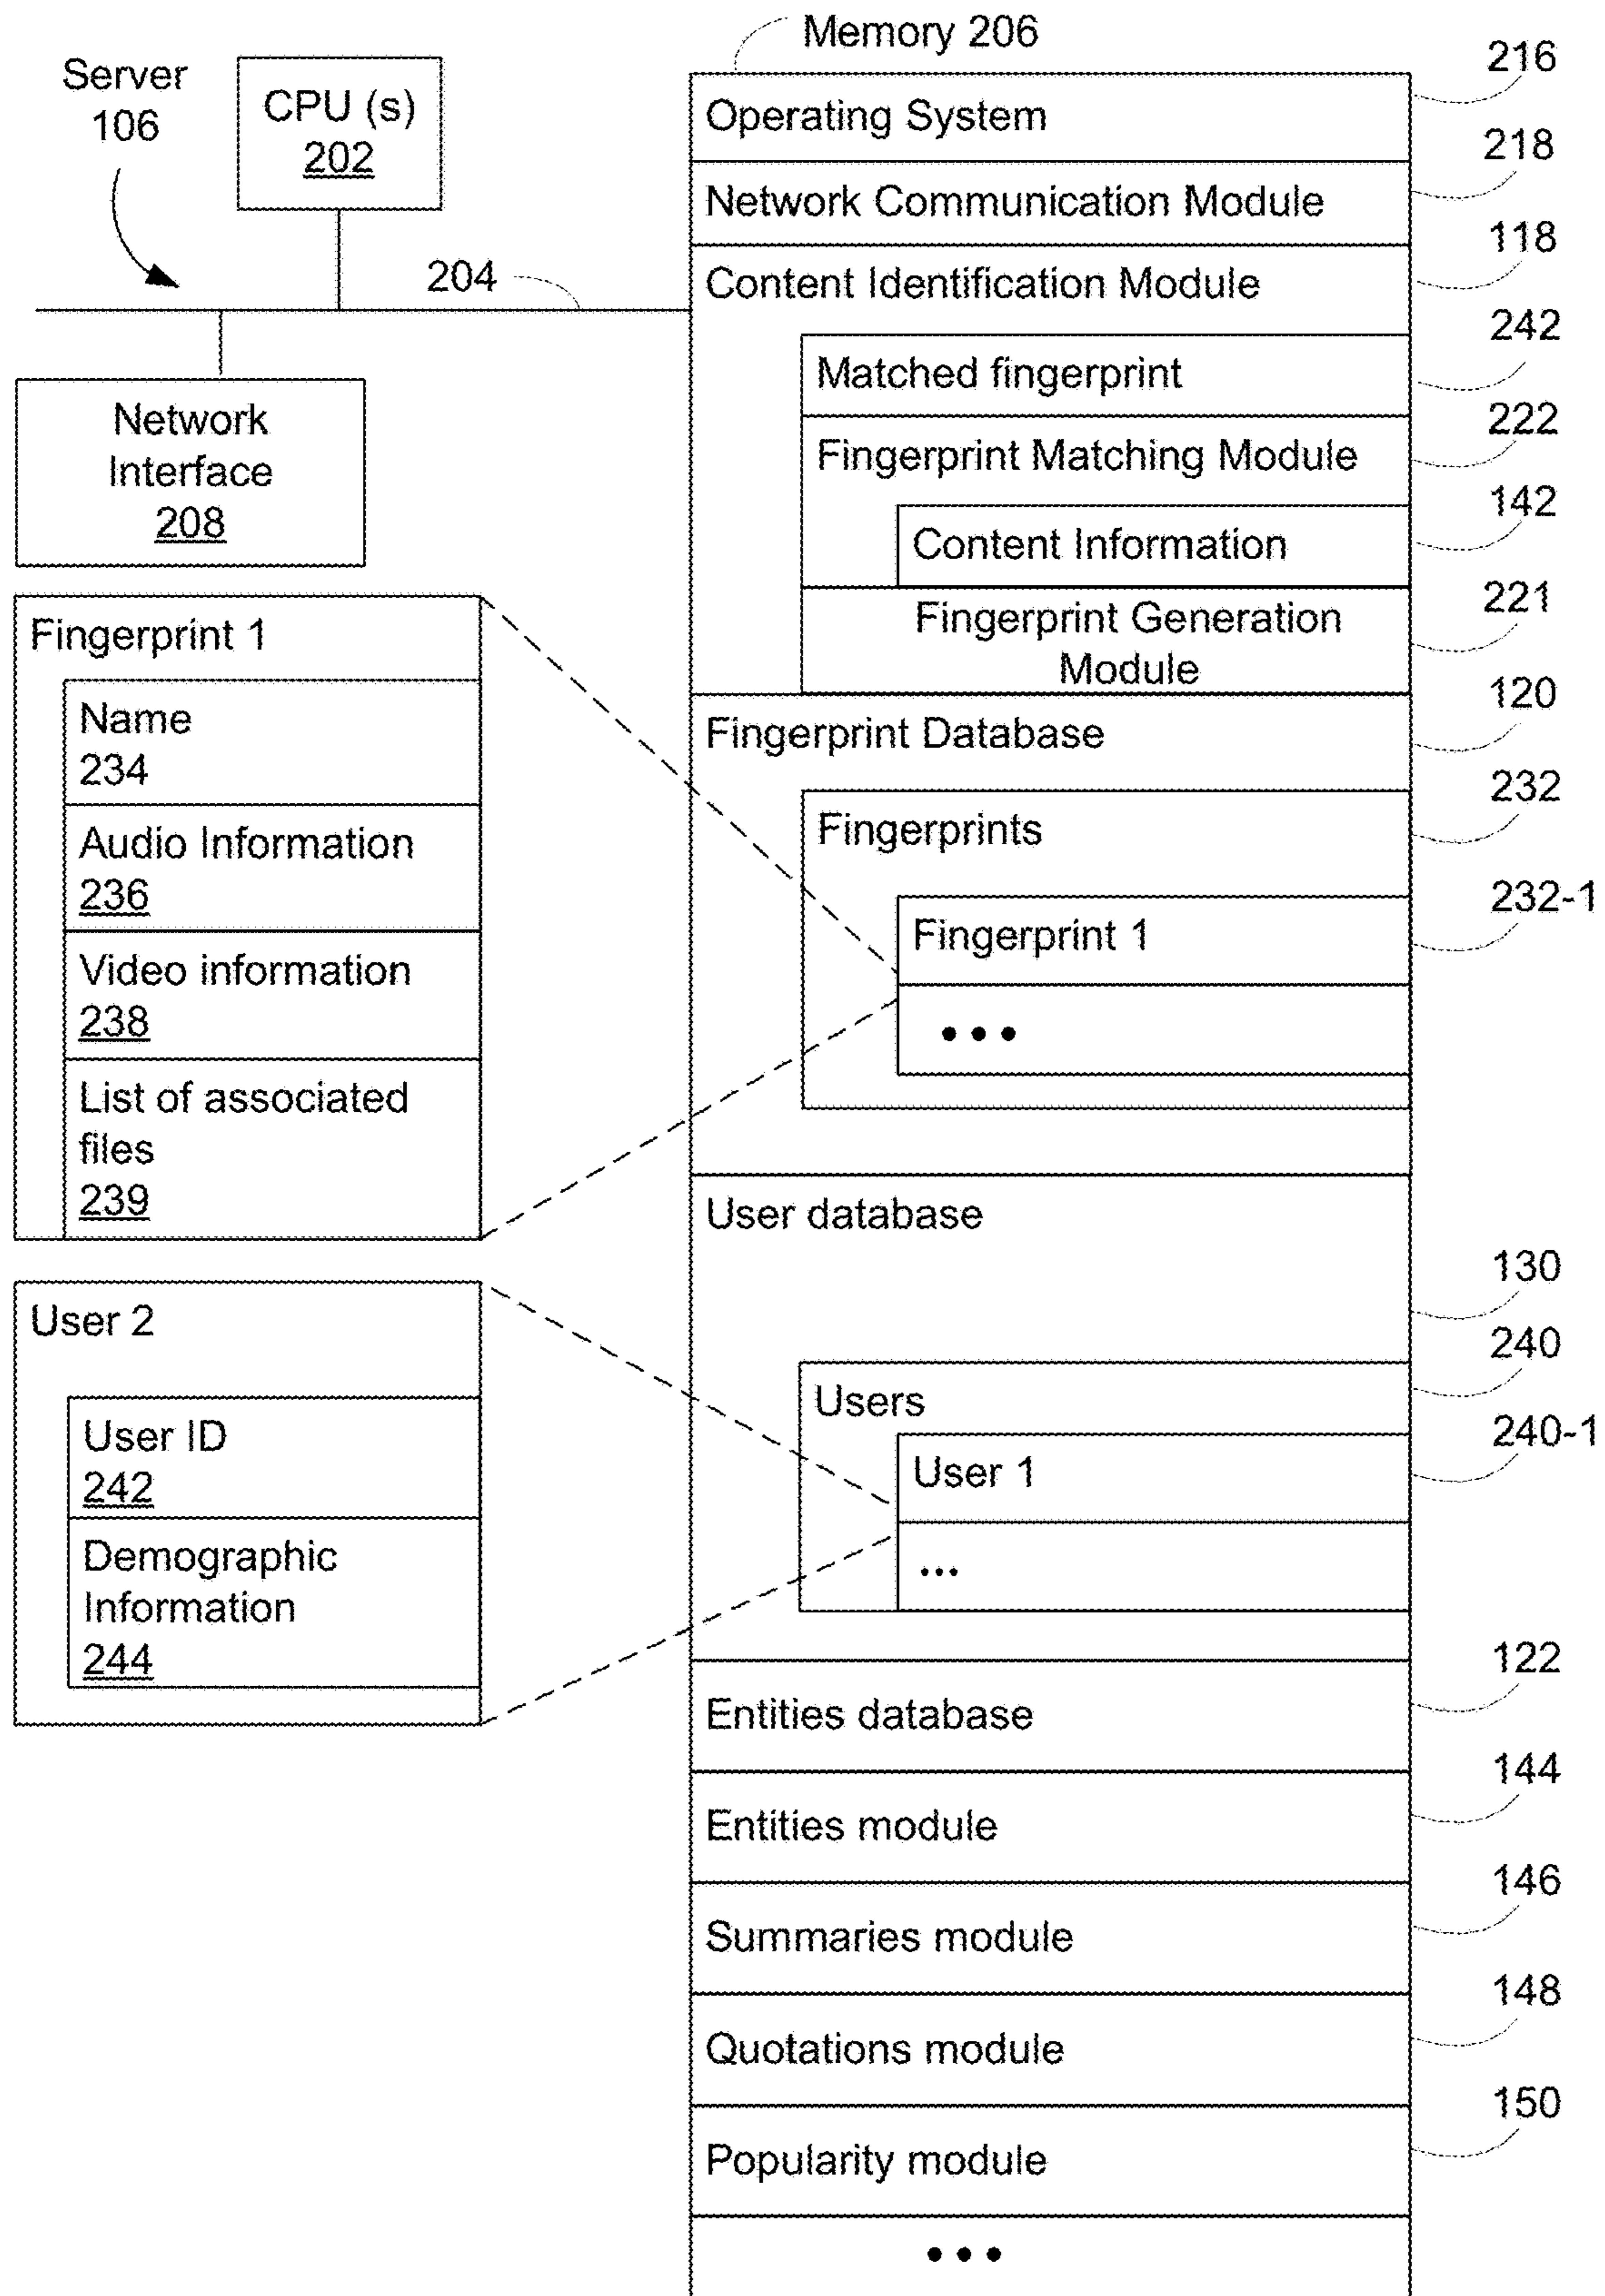 Memory 206
Server
106
CPU (s)
202
204
Network
Interface
208
Operating System
216
Network Communication Module
218
Content Identification Module
118
Matched fingerprint
242
Fingerprint Matching Module
222
Content Information
142
Fingerprint Generation
Module
221
Fingerprint Database
120
Fingerprints
232
Fingerprint 1
232-1
•••
Fingerprint 1
Name
234
Audio Information
236
Video information
238
List of associated
files
239
User database
130
Users
240
User 1
240-1
...
User 2
User ID
242
Demographic
Information
244
Entities database
122
Entities module
144
Summaries module
146
Quotations module
148
Popularity module
150
•••